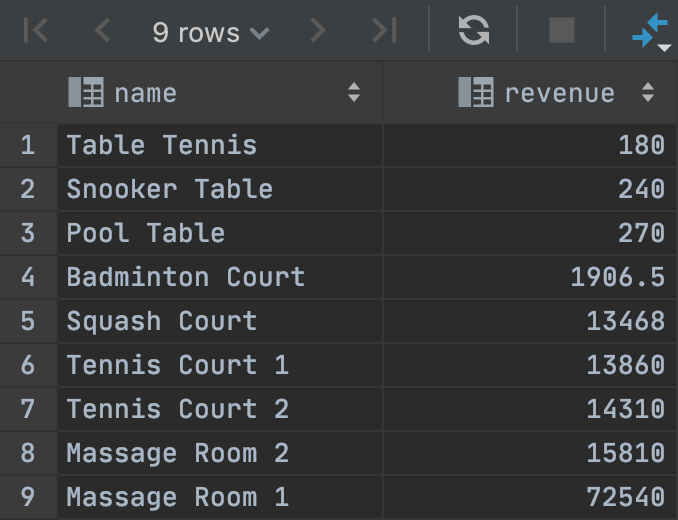 9 rows
name revenue
1 Table Tennis 180
2 Snooker Table 240
3 Pool Table 270
4 Badminton Court 1906.5
5 Squash Court 13468
6 Tennis Court 1 13860
7 Tennis Court 2 14310
8 Massage Room 2 15810
9 Massage Room 1 72540